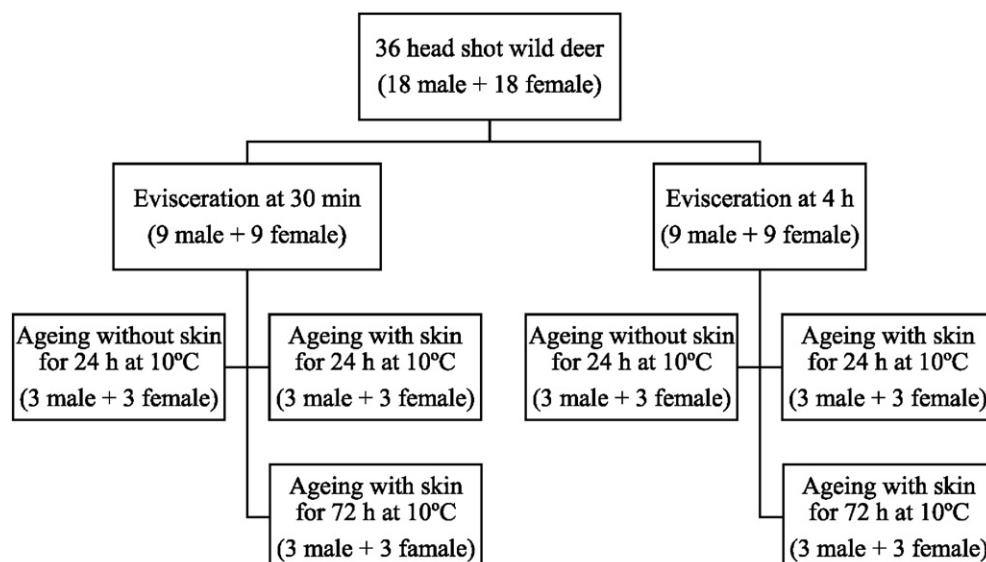 36 head shot wild deer
(18 male + 18 female)
Evisceration at 30 min
(9 male + 9 female)
Evisceration at 4 h
(9 male + 9 female)
Ageing without skin
for 24 h at 10ºC
(3 male + 3 female)
Ageing with skin
for 24 h at 10ºC
(3 male + 3 female)
Ageing without skin
for 24 h at 10ºC
(3 male + 3 female)
Ageing with skin
for 24 h at 10ºC
(3 male + 3 female)
Ageing with skin
for 72 h at 10ºC
(3 male + 3 famale)
Ageing with skin
for 72 h at 10ºC
(3 male + 3 female)